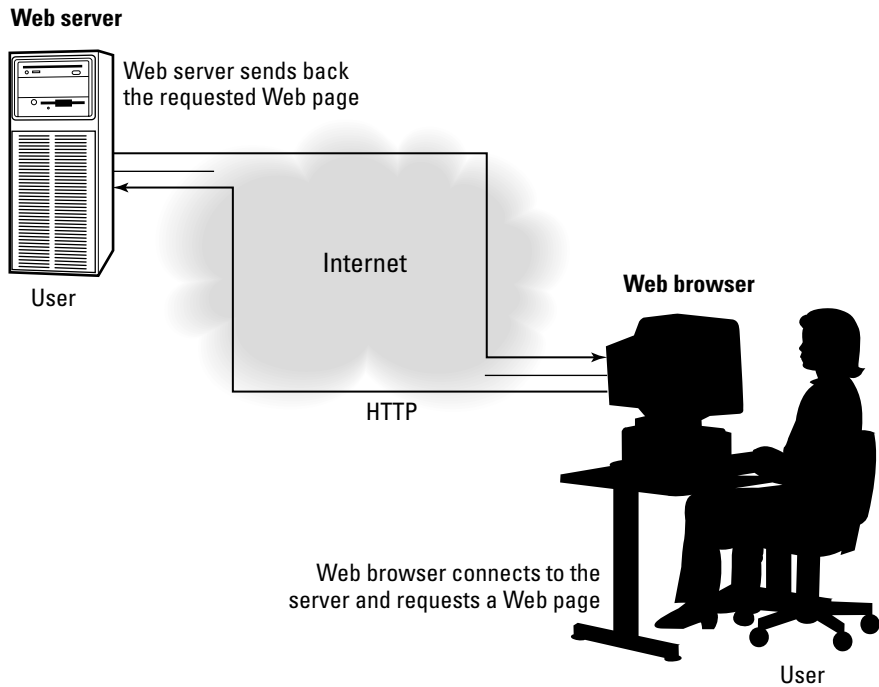 Web server
Web server sends back
the requested Web page
User
Internet
Web browser
HTTP
Web browser connects to the
server and requests a Web page
User